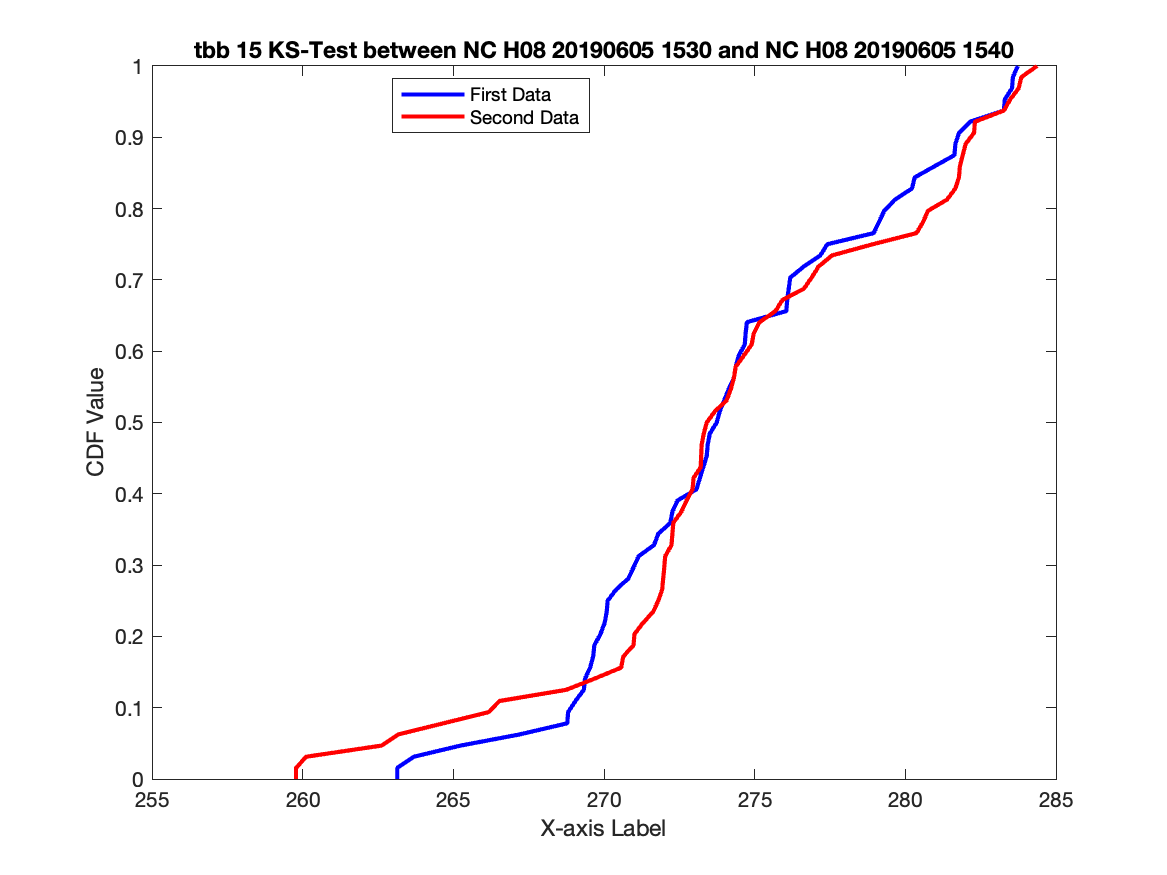 tbb 15 KS-Test between NC H08 20190605 1530 and NC H08 20190605 1540
First Data
Second Data
CDF Value
1
0.9
0.8
0.7
0.6
0.5
0.4
0.3
0.2
0.1
0
255 260 265 270 275 280 285
X-axis Label